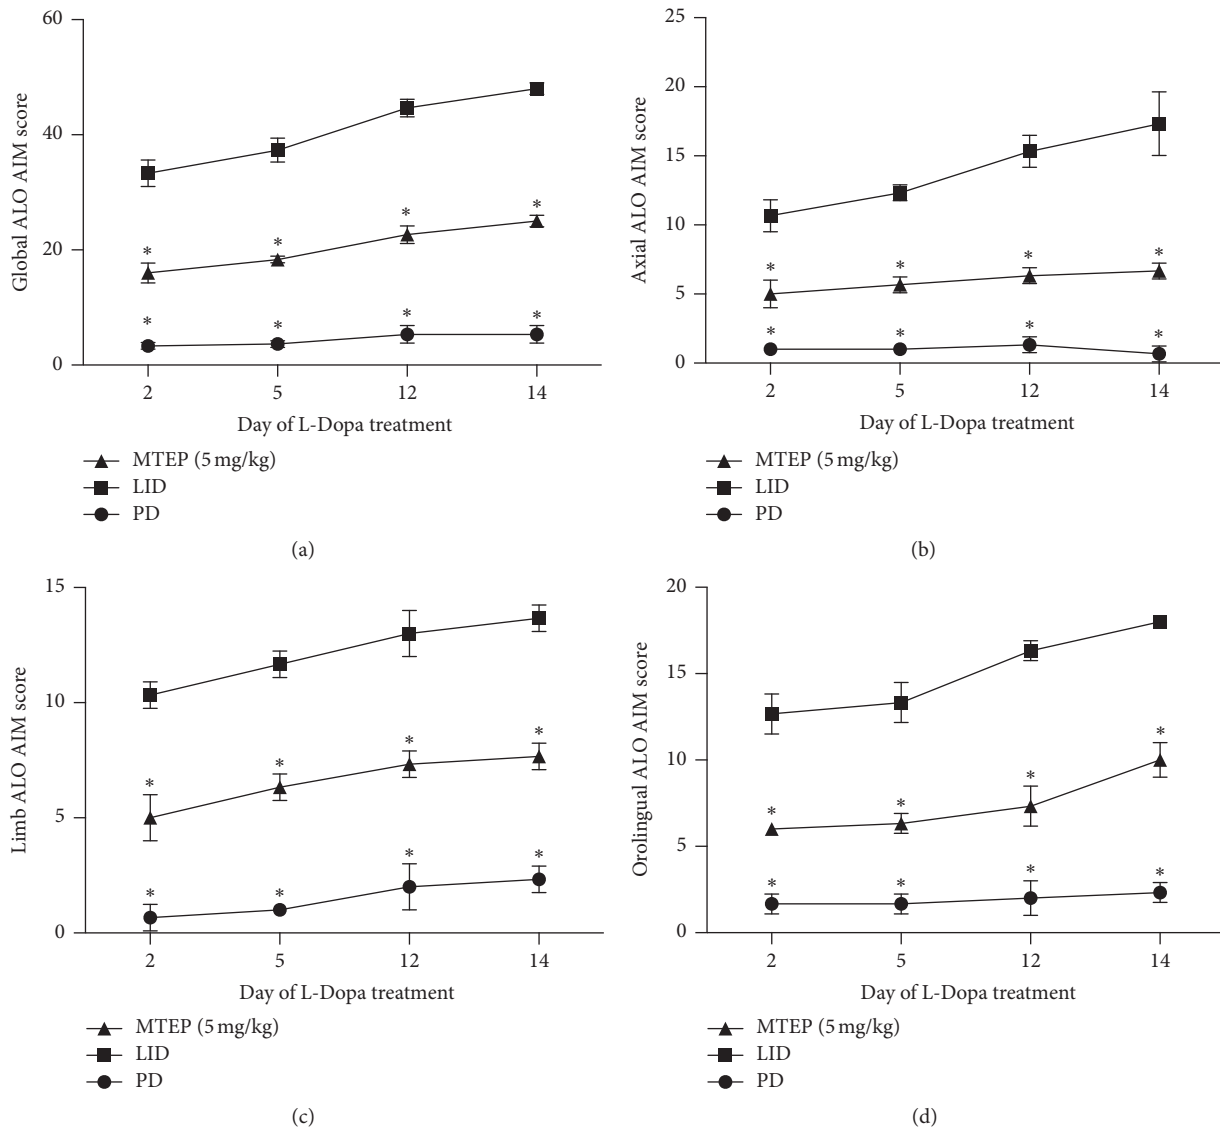 60
40
20
0
Global ALO AIM score
*
*
*
*
*
*
*
*
2 5 12 14
Day of L-Dopa treatment
MTEP (5 mg/kg)
LID
PD
(a)
25
20
15
10
5
0
Axial ALO AIM score
*
*
*
*
*
*
*
*
2 5 12 14
Day of L-Dopa treatment
MTEP (5 mg/kg)
LID
PD
(b)
15
10
5
0
Limb ALO AIM score
*
*
*
*
*
*
*
*
2 5 12 14
Day of L-Dopa treatment
MTEP (5 mg/kg)
LID
PD
(c)
20
15
10
5
0
Orolingual ALO AIM score
*
*
*
*
*
*
*
*
2 5 12 14
Day of L-Dopa treatment
MTEP (5 mg/kg)
LID
PD
(d)